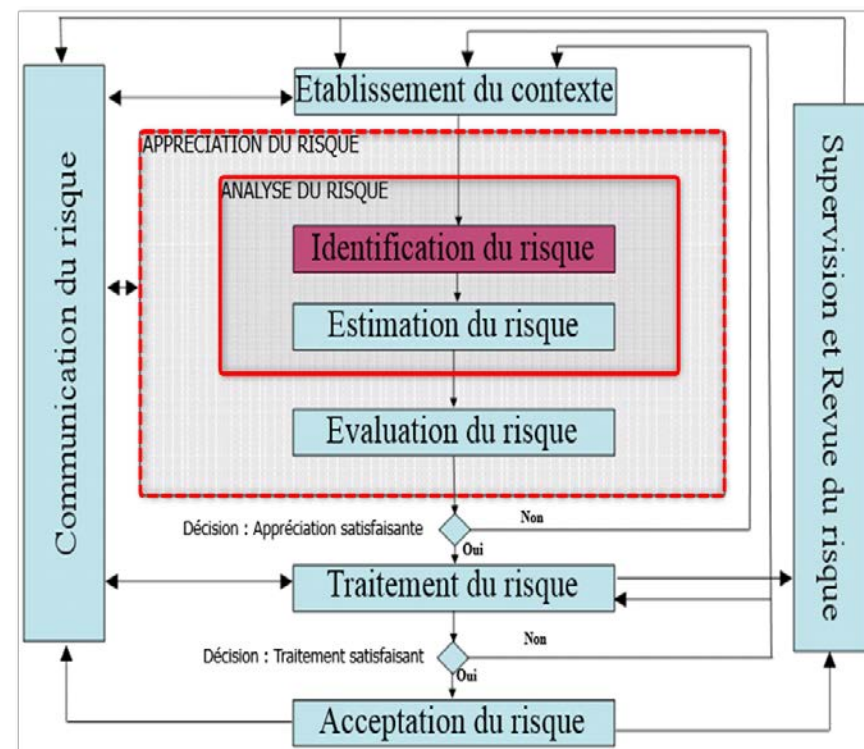 Etablissement du contexte
APPRECIATION DU RISQUE
ANALYSE DU RISQUE
Identification du risque
Estimation du risque
Evaluation du risque
Décision : Appréciation satisfaisante
Non
Oui
Traitement du risque
Non
Décision : Traitement satisfaisant
Oui
Acceptation du risque
Communication du risque
Supervision et Revue du risque